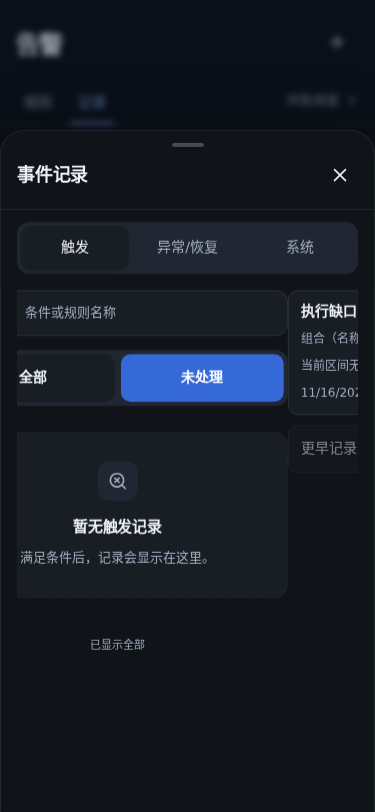 告警
记录
事件记录
触发
异常/恢复
系统
条件或规则名称
全部
未处理
暂无触发记录
满足条件后，记录会显示在这里。
已显示全部
执行缺口
组合（名称
当前区间无
11/16/202
更早记录